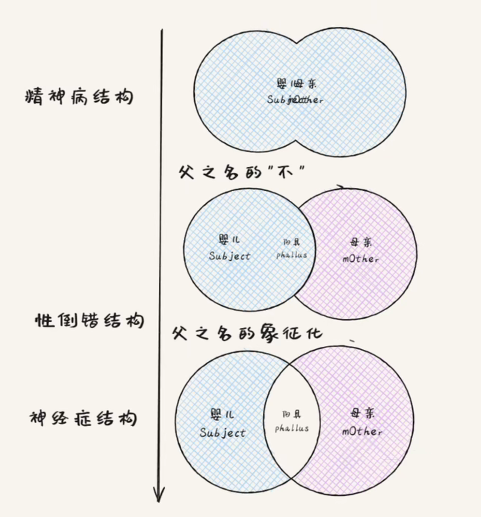 精神病结构
婴儿母亲
Subject mOther
父之名的"不"
婴儿
Subject
阳具
phallus
母亲
mOther
性倒错结构
父之名的象征化
神经症结构
婴儿
Subject
阳具
phallus
母亲
mOther